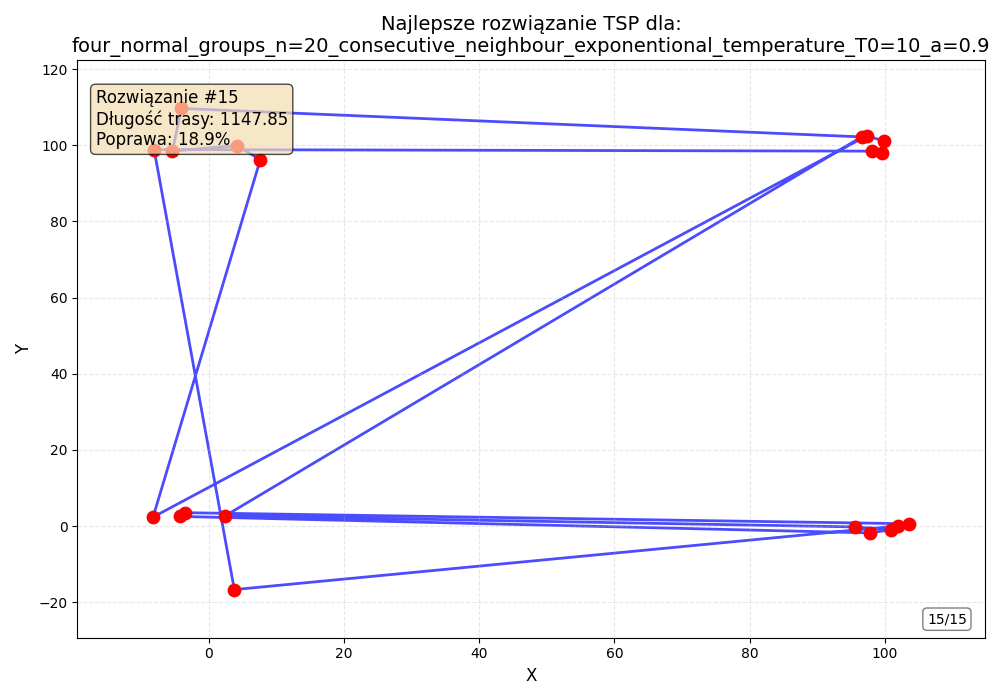 Najlepsze rozwiązanie TSP dla:
four_normal_groups_n=20_consecutive_neighbour_exponentional_temperature_T0=10_a=0.9
Rozwiązanie #15
Długość trasy: 1147.85
Poprawa: 18.9%
120
100
80
60
40
20
0
−20
Y
15/15
0 20 40 60 80 100
X